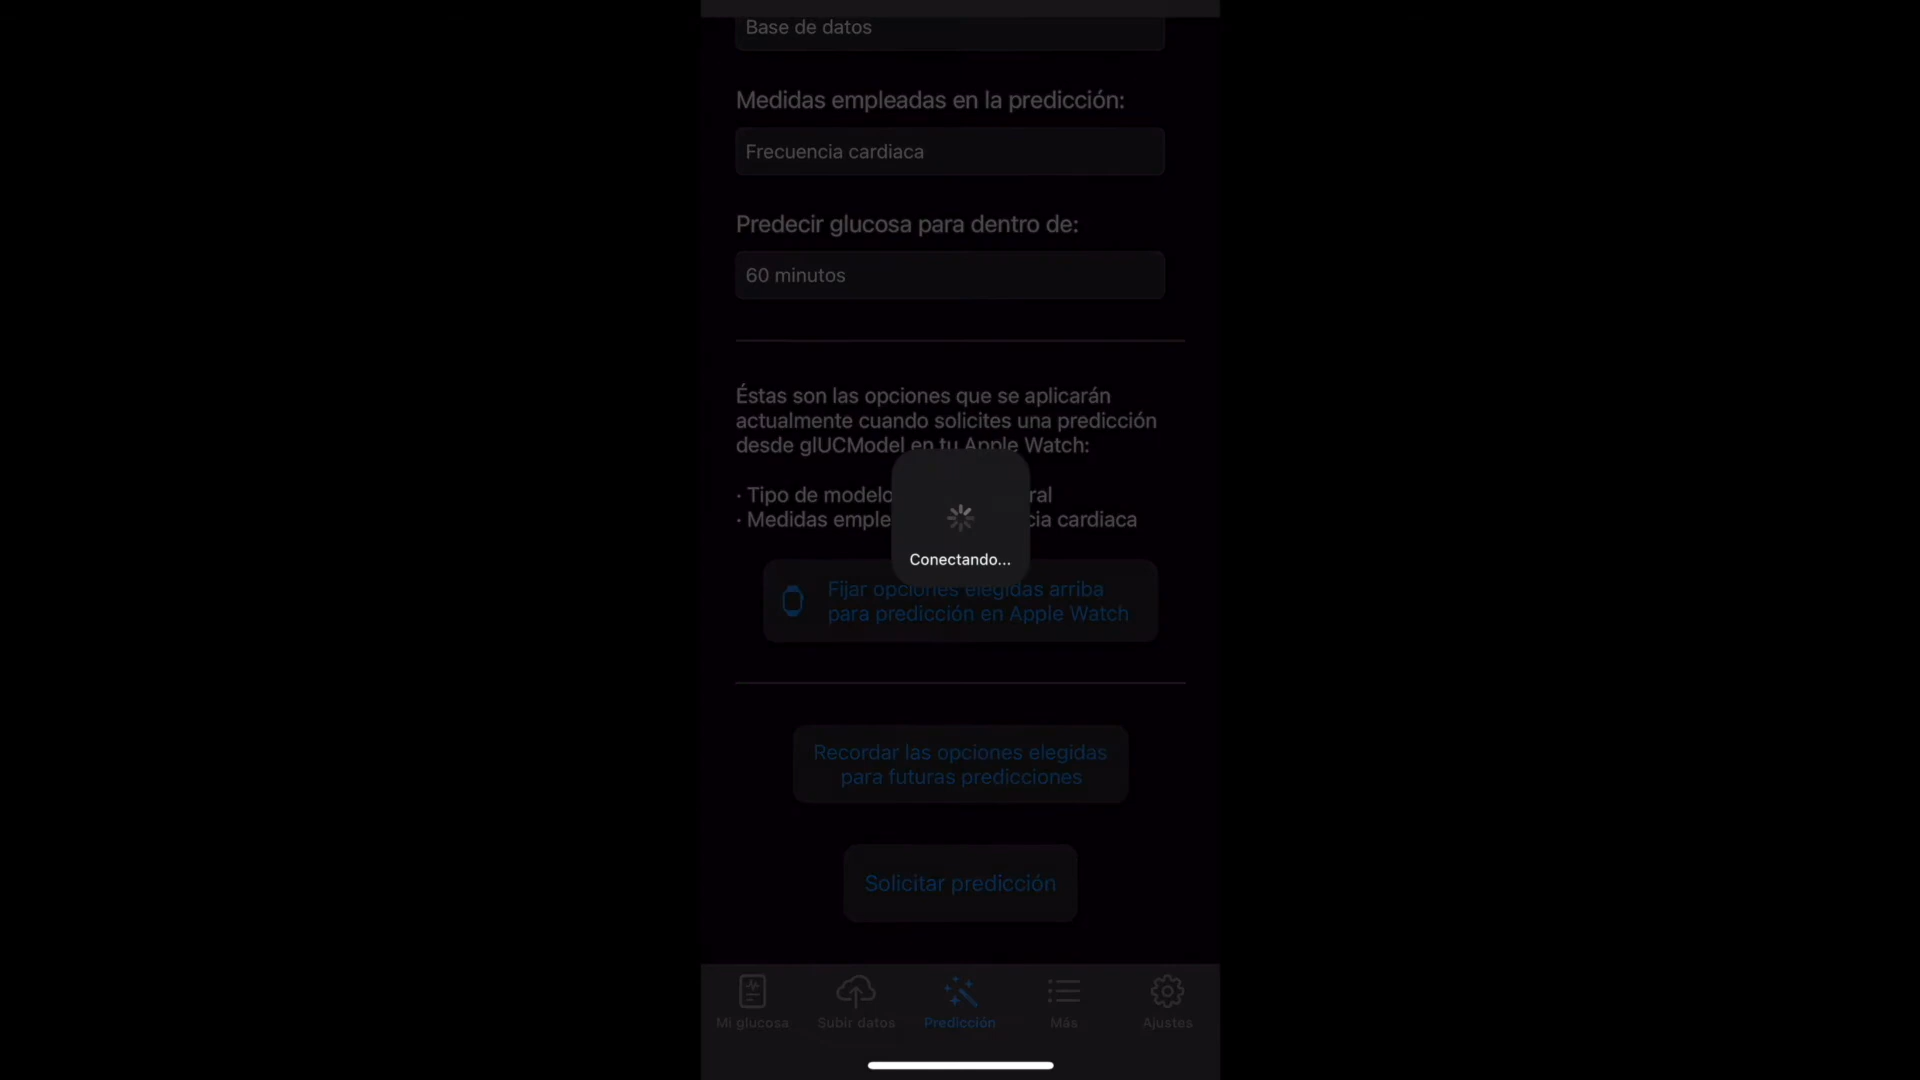 Base de datos
Medidas empleadas en la predicción:
Frecuencia cardiaca
Predecir glucosa para dentro de:
60 minutos
Éstas son las opciones que se aplicarán
actualmente cuando solicites una predicción
desde glUCModel en tu Apple Watch:
· Tipo de modelo ral
· Medidas emple cia cardiaca
Conectando...
Fijar opciones elegidas arriba
para predicción en Apple Watch
Recordar las opciones elegidas
para futuras predicciones
Solicitar predicción
Mi glucosa
Subir datos
Predicción
Más
Ajustes